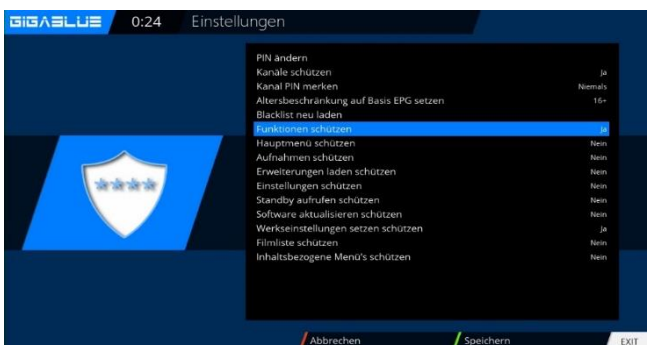 GIGABLUE 0:24 Einstellungen
PIN ändern
Kanäle schützen Ja
Kanal PIN merken Niemals
Altersbeschränkung auf Basis EPG setzen 16+
Blacklist neu laden
Funktionen schützen Ja
Hauptmenü schützen Nein
Aufnahmen schützen Nein
Erweiterungen laden schützen Nein
Einstellungen schützen Nein
Standby aufrufen schützen Nein
Software aktualisieren schützen Nein
Werkseinstellungen setzen schützen Ja
Filmliste schützen Nein
Inhaltsbezogene Menü's schützen Nein
Abbrechen Speichern EXIT